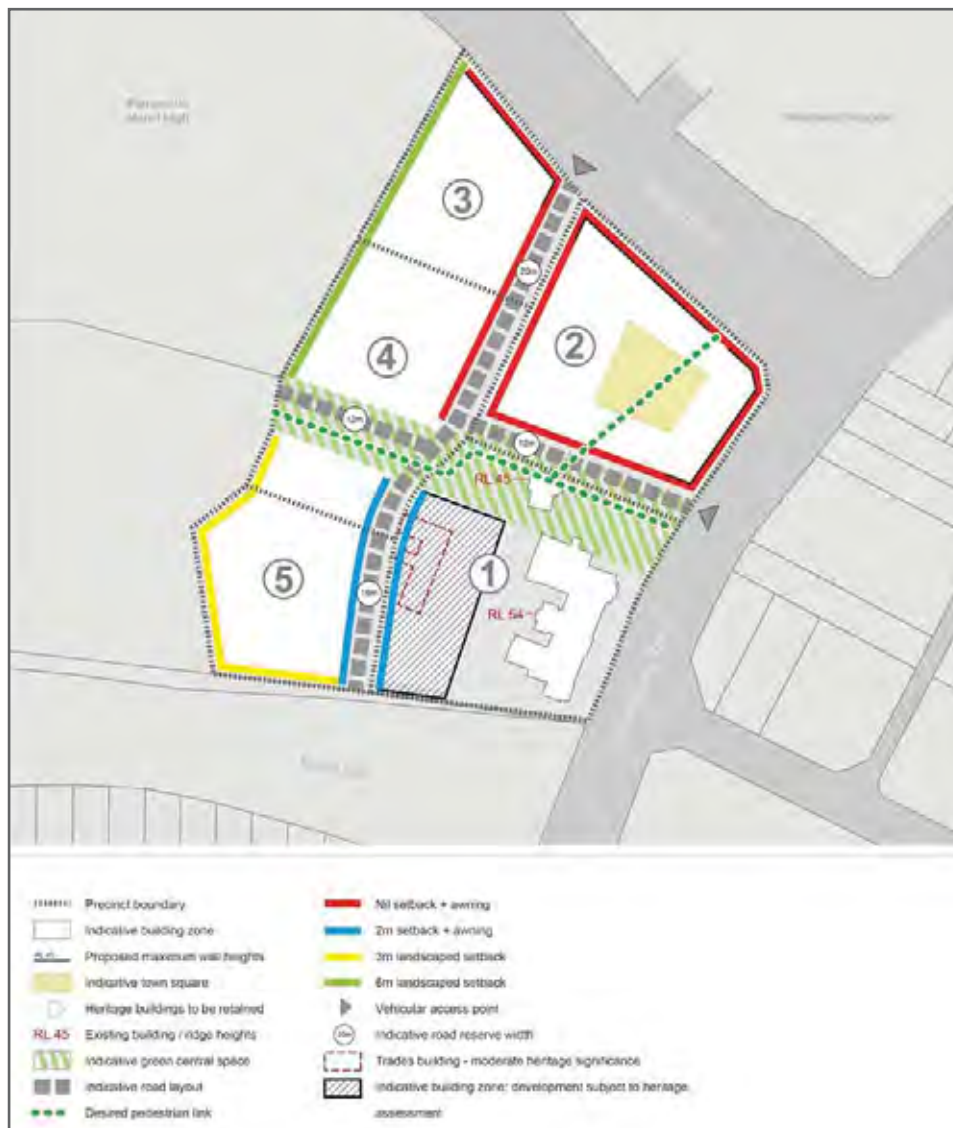 3
20m
2
4
12m
12m
RL 45
1
5
RL 54
Precinct boundary
Indicative building zone
Proposed maximum wall heights
Indicative town square
Heritage buildings to be retained
RL 45 Existing building / ridge heights
Indicative green central space
Indicative road layout
Desired pedestrian link
Nil setback + awning
2m setback + awning
3m landscaped setback
6m landscaped setback
Vehicular access point
Indicative road reserve width
Trades building - moderate heritage significance
Indicative building zone: development subject to heritage
assessment